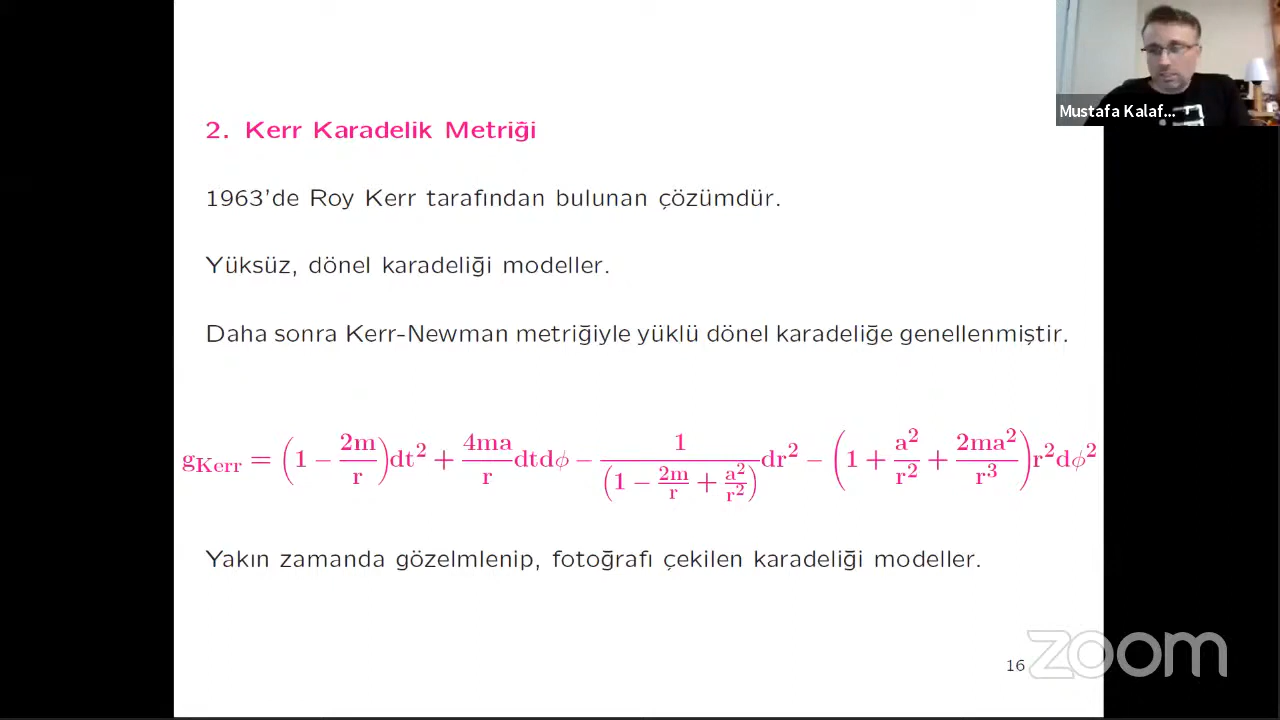 Mustafa Kalaf...
2. Kerr Karadelik Metriği
1963'de Roy Kerr tarafından bulunan çözümdür.
Yüksüz, dönel karadeliği modeller.
Daha sonra Kerr-Newman metriğiyle yüklü dönel karadeliğe genellenmiştir.
g_Kerr = (1 − 2m/r)dt² + 4ma/r dtdϕ − 1/(1 − 2m/r + a²/r²) dr² − (1 + a²/r² + 2ma²/r³)r²dϕ²
Yakın zamanda gözelmlenip, fotoğrafı çekilen karadeliği modeller.
16
zoom